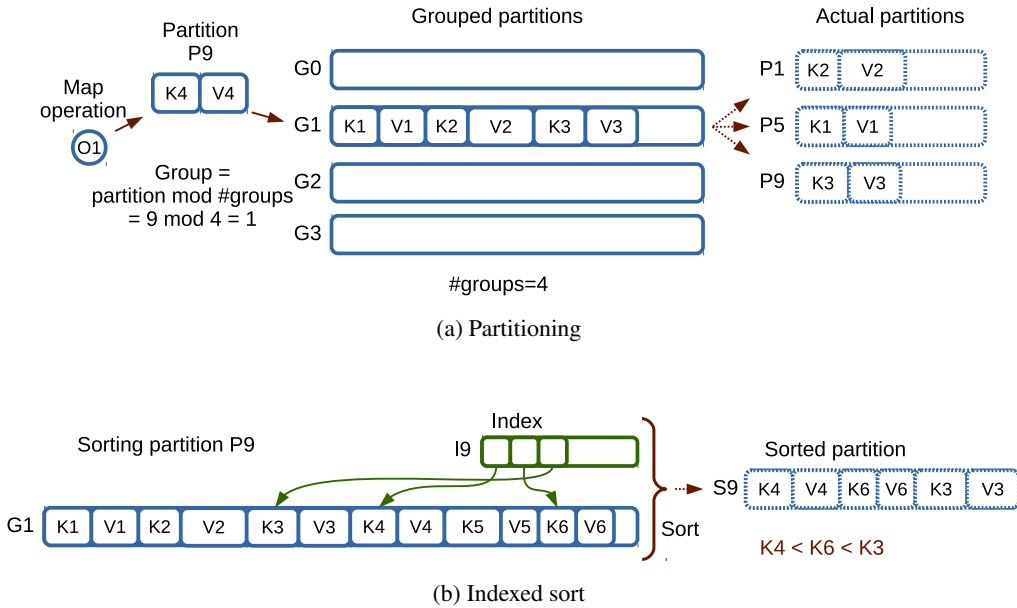 Grouped partitions
Actual partitions
Partition
P9
K4 V4
Map
operation
O1
Group =
partition mod #groups
= 9 mod 4 = 1
G0
G1 K1 V1 K2 V2 K3 V3
G2
G3
#groups=4
P1 K2 V2
P5 K1 V1
P9 K3 V3
(a) Partitioning
Sorting partition P9
Index
I9
G1 K1 V1 K2 V2 K3 V3 K4 V4 K5 V5 K6 V6
Sort
Sorted partition
S9 K4 V4 K6 V6 K3 V3
K4 < K6 < K3
(b) Indexed sort